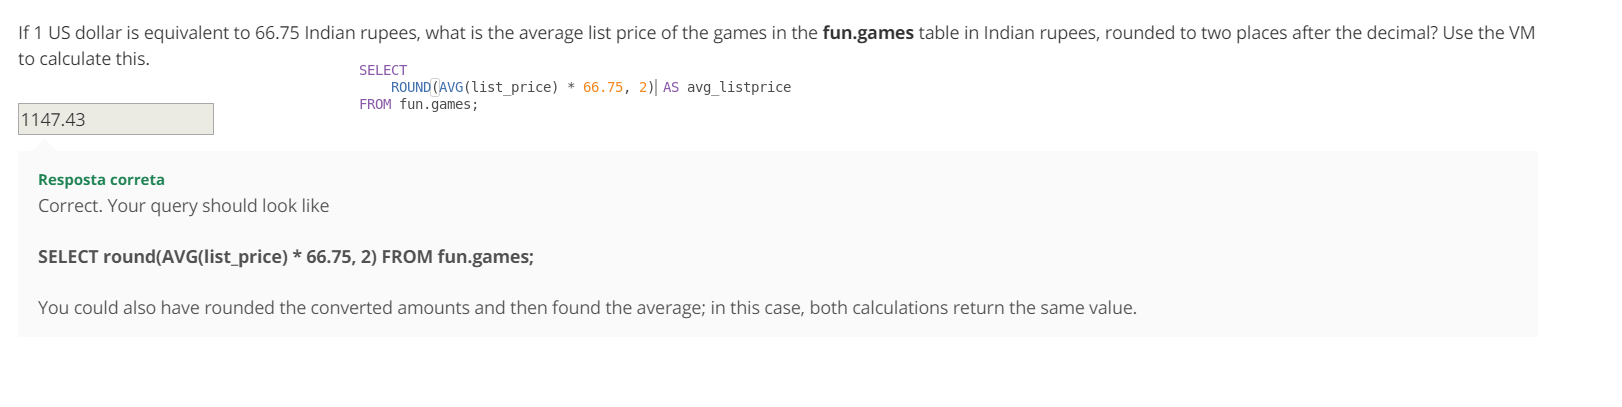 If 1 US dollar is equivalent to 66.75 Indian rupees, what is the average list price of the games in the fun.games table in Indian rupees, rounded to two places after the decimal? Use the VM
to calculate this.
SELECT
ROUND(AVG(list_price) * 66.75, 2) AS avg_listprice
FROM fun.games;
1147.43
Resposta correta
Correct. Your query should look like
SELECT round(AVG(list_price) * 66.75, 2) FROM fun.games;
You could also have rounded the converted amounts and then found the average; in this case, both calculations return the same value.